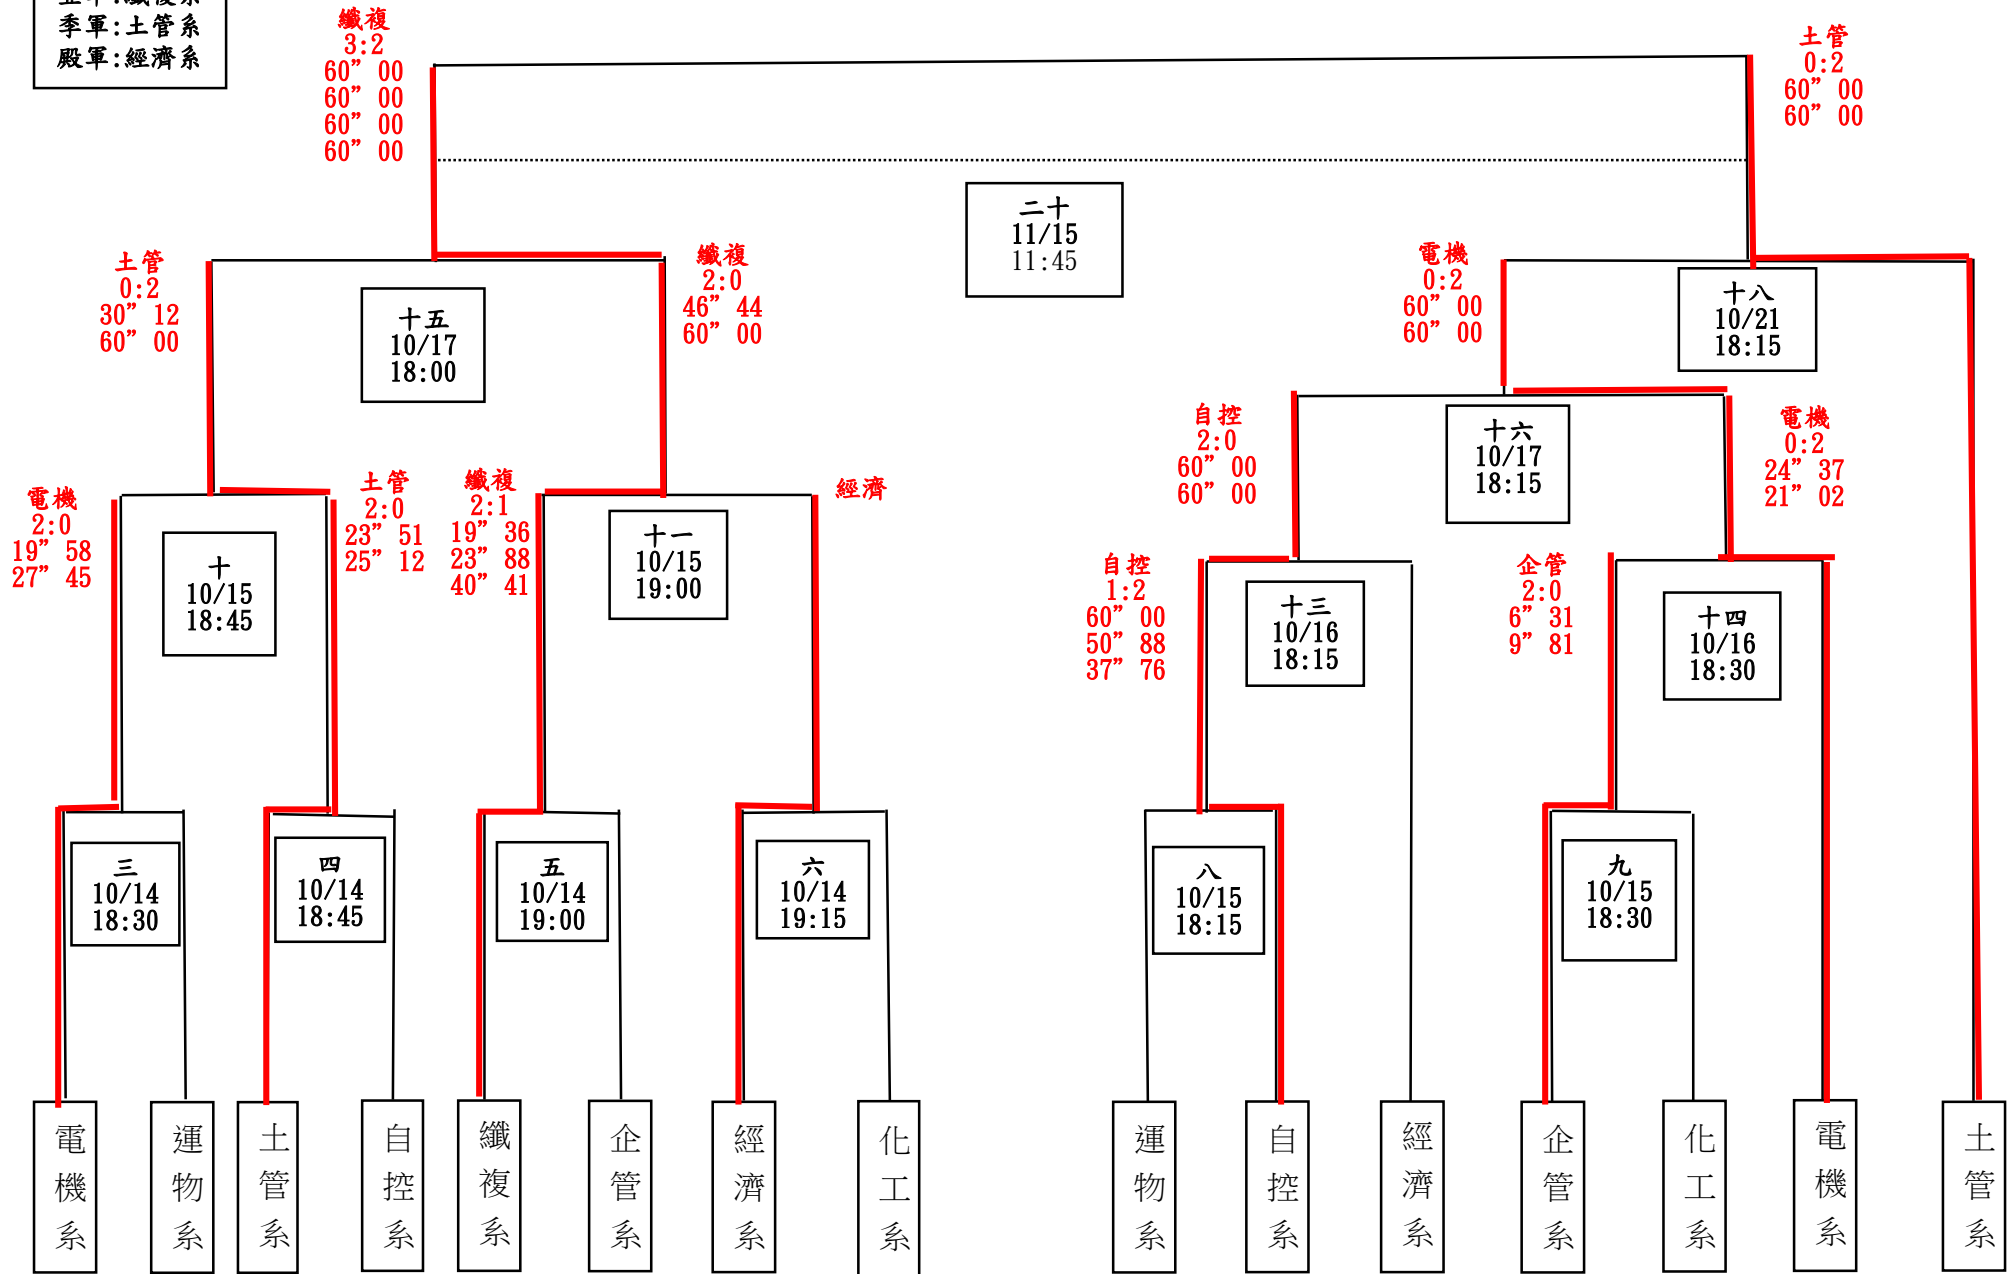 季軍:土管系
殿軍:經濟系
纖複
3:2
60” 00
60” 00
60” 00
60” 00
土管
0:2
60” 00
60” 00
二十
11/15
11:45
土管
0:2
30” 12
60” 00
十五
10/17
18:00
纖複
2:0
46” 44
60” 00
電機
0:2
60” 00
60” 00
十八
10/21
18:15
自控
2:0
60” 00
60” 00
十六
10/17
18:15
電機
0:2
24” 37
21” 02
電機
2:0
19” 58
27” 45
十
10/15
18:45
土管
2:0
23” 51
25” 12
纖複
2:1
19” 36
23” 88
40” 41
十一
10/15
19:00
經濟
自控
1:2
60” 00
50” 88
37” 76
十三
10/16
18:15
企管
2:0
6” 31
9” 81
十四
10/16
18:30
三
10/14
18:30
四
10/14
18:45
五
10/14
19:00
六
10/14
19:15
八
10/15
18:15
九
10/15
18:30
電機系
運物系
土管系
自控系
纖複系
企管系
經濟系
化工系
運物系
自控系
經濟系
企管系
化工系
電機系
土管系